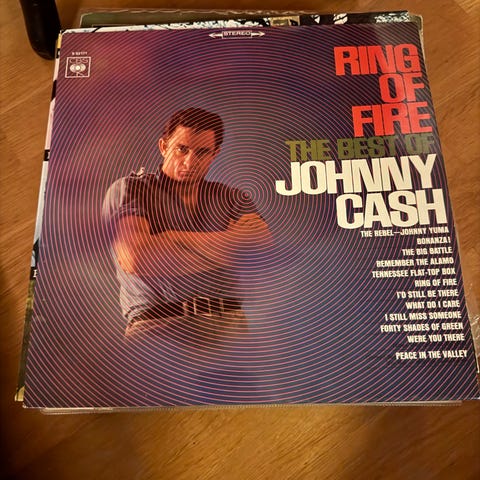 STEREO
CBS
RING
OF
FIRE
THE BEST OF
JOHNNY
CASH
THE REBEL—JOHNNY YUMA
BONANZA!
THE BIG BATTLE
REMEMBER THE ALAMO
TENNESSEE FLAT-TOP BOX
RING OF FIRE
I'D STILL BE THERE
WHAT DO I CARE
I STILL MISS SOMEONE
FORTY SHADES OF GREEN
WERE YOU THERE
PEACE IN THE VALLEY